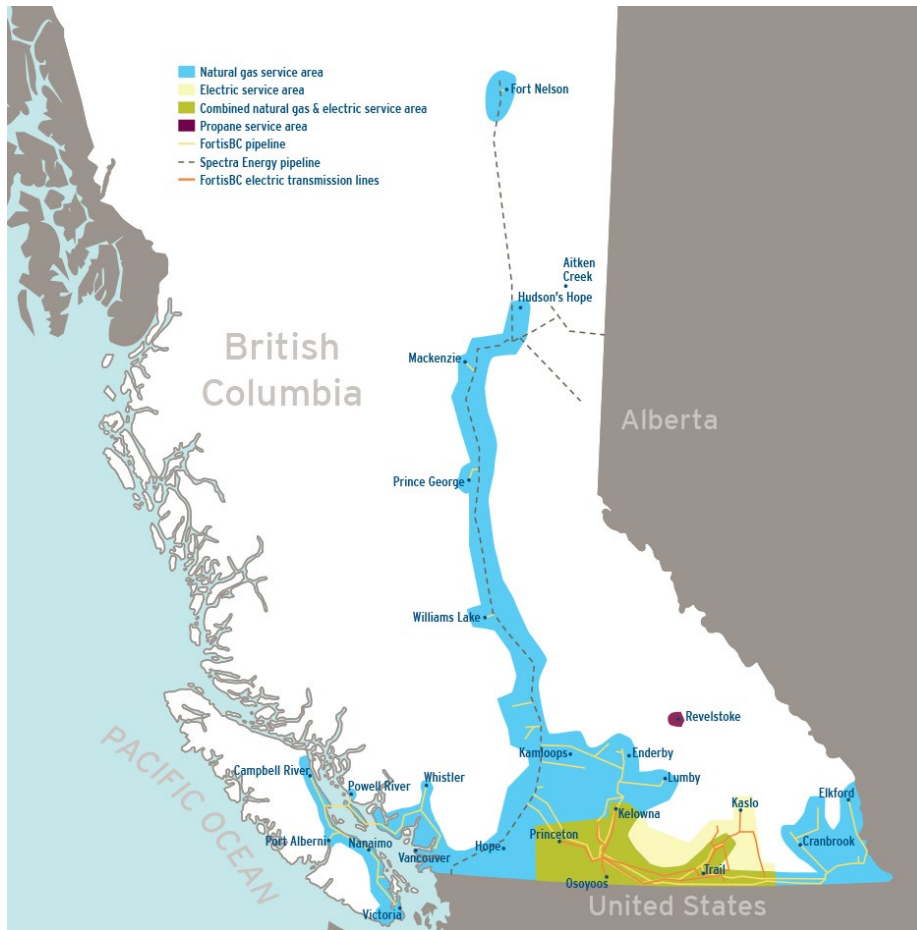 Natural gas service area
Electric service area
Combined natural gas & electric service area
Propane service area
FortisBC pipeline
Spectra Energy pipeline
FortisBC electric transmission lines
Fort Nelson
Aitken
Creek
Hudson's Hope
British
Columbia
Mackenzie
Alberta
Prince George
Williams Lake
Revelstoke
PACIFIC OCEAN
Campbell River
Powell River
Whistler
Kamloops
Enderby
Lumby
Elkford
Kaslo
Kelowna
Port Alberni
Nanaimo
Vancouver
Hope
Princeton
Cranbrook
Trail
Osoyoos
Victoria
United States